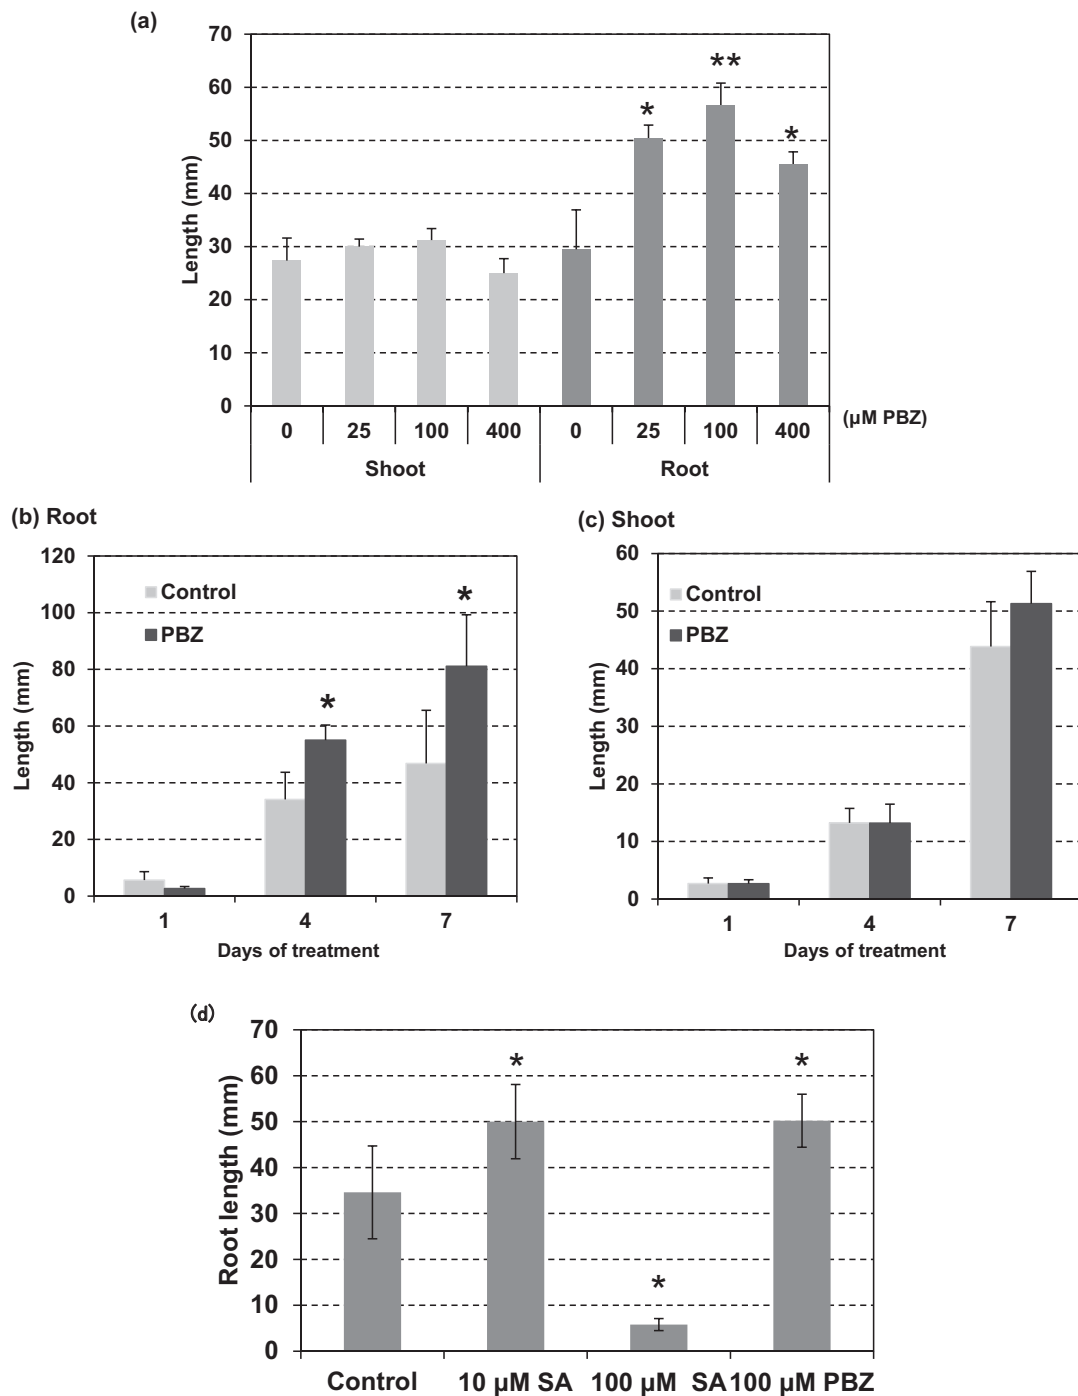 (a)
70
60
50
40
30
20
10
0
Length (mm)
* ** *
0 25 100 400 0 25 100 400 (µM PBZ)
Shoot Root
(b) Root
120
100
80
60
40
20
0
Length (mm)
Control
PBZ
* *
1 4 7
Days of treatment
(c) Shoot
60
50
40
30
20
10
0
Length (mm)
Control
PBZ
1 4 7
Days of treatment
(d)
70
60
50
40
30
20
10
0
Root length (mm)
* * *
Control 10 µM SA 100 µM SA 100 µM PBZ